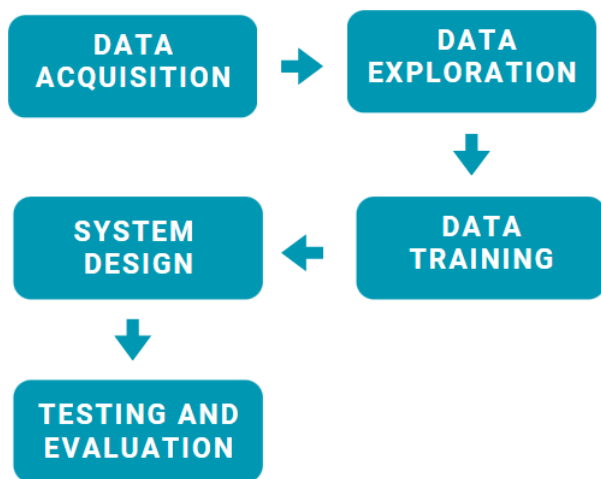 DATA
ACQUISITION
DATA
EXPLORATION
DATA
TRAINING
SYSTEM
DESIGN
TESTING AND
EVALUATION